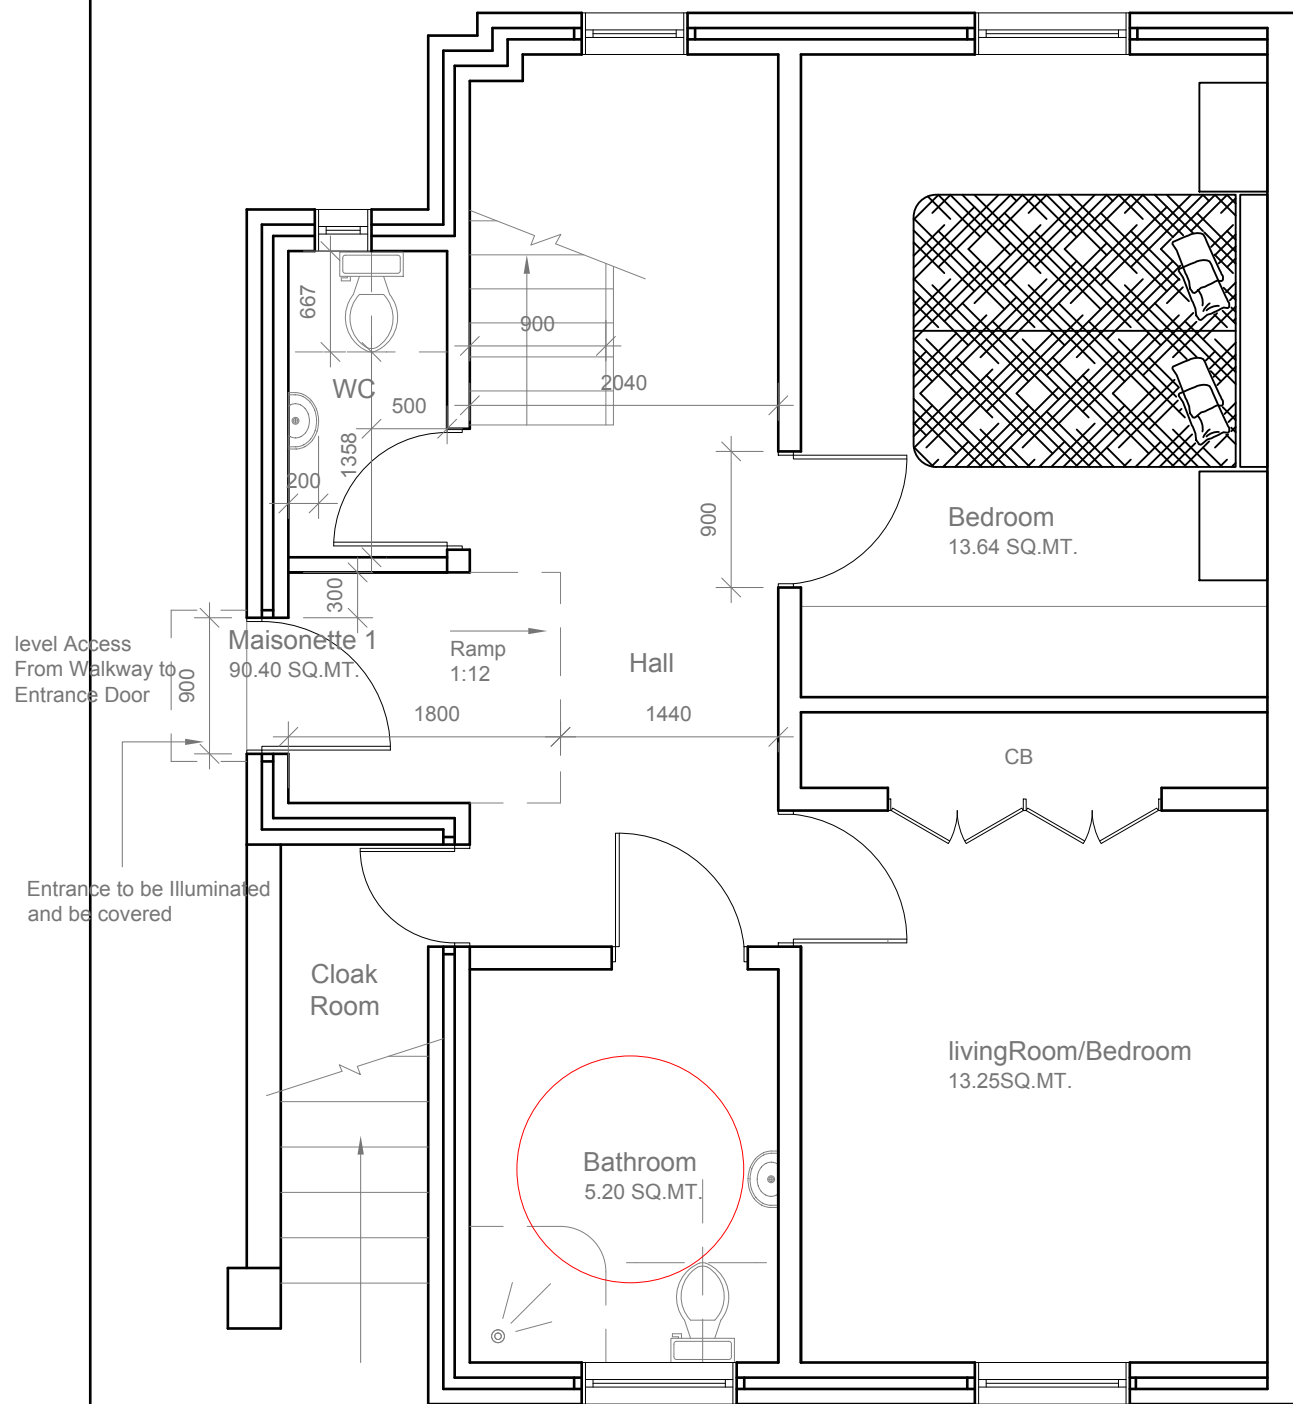 667
900
WC
2040
500
1358
200
900
Bedroom
13.64 SQ.MT.
300
level Access
From Walkway to
Entrance Door
900
Maisonette 1
90.40 SQ.MT.
Ramp
1:12
Hall
1800
1440
CB
Entrance to be Illuminated
and be covered
Cloak
Room
livingRoom/Bedroom
13.25SQ.MT.
Bathroom
5.20 SQ.MT.